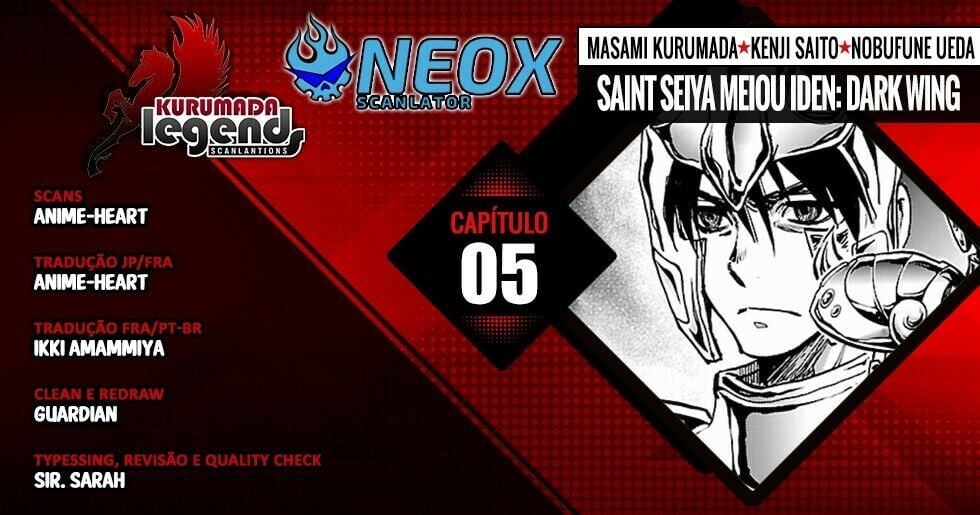 KURUMADA
legends
SCANLANTIONS
NEOX
SCANLATOR
MASAMI KURUMADA★KENJI SAITO★NOBUFUNE UEDA
SAINT SEIYA MEIOU IDEN: DARK WING
SCANS
ANIME-HEART
TRADUÇÃO JP/FRA
ANIME-HEART
TRADUÇÃO FRA/PT-BR
IKKI AMAMMIYA
CLEAN E REDRAW
GUARDIAN
TYPESSING, REVISÃO E QUALITY CHECK
SIR. SARAH
CAPÍTULO
05